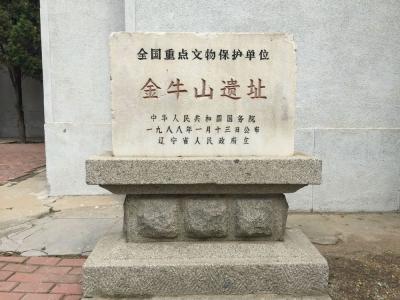 全国重点文物保护单位
金牛山遗址
中华人民共和国国务院
一九八八年一月十三日公布
辽宁省人民政府立